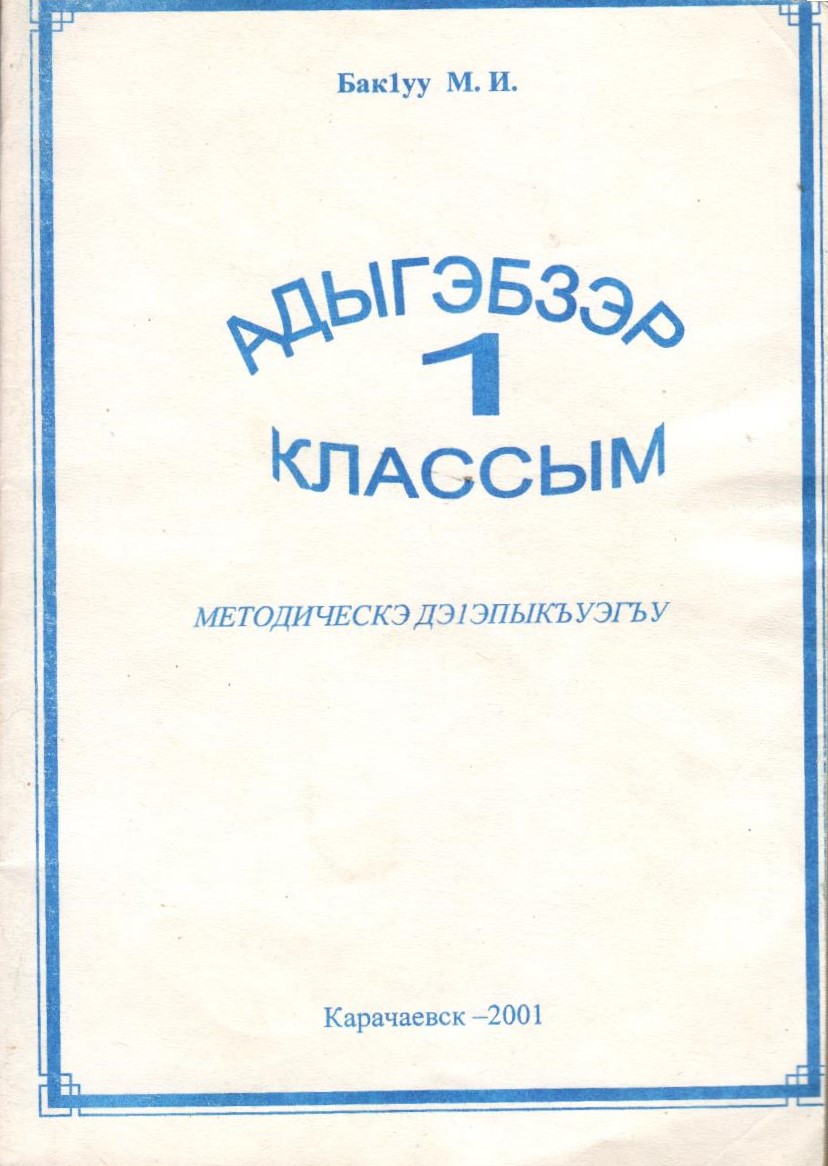 Бак1уу М. И.
АДЫГЭБЗЭР
1
КЛАССЫМ
МЕТОДИЧЕСКЭ ДЭ1ЭПЫКЪУЭГЪУ
Карачаевск –2001